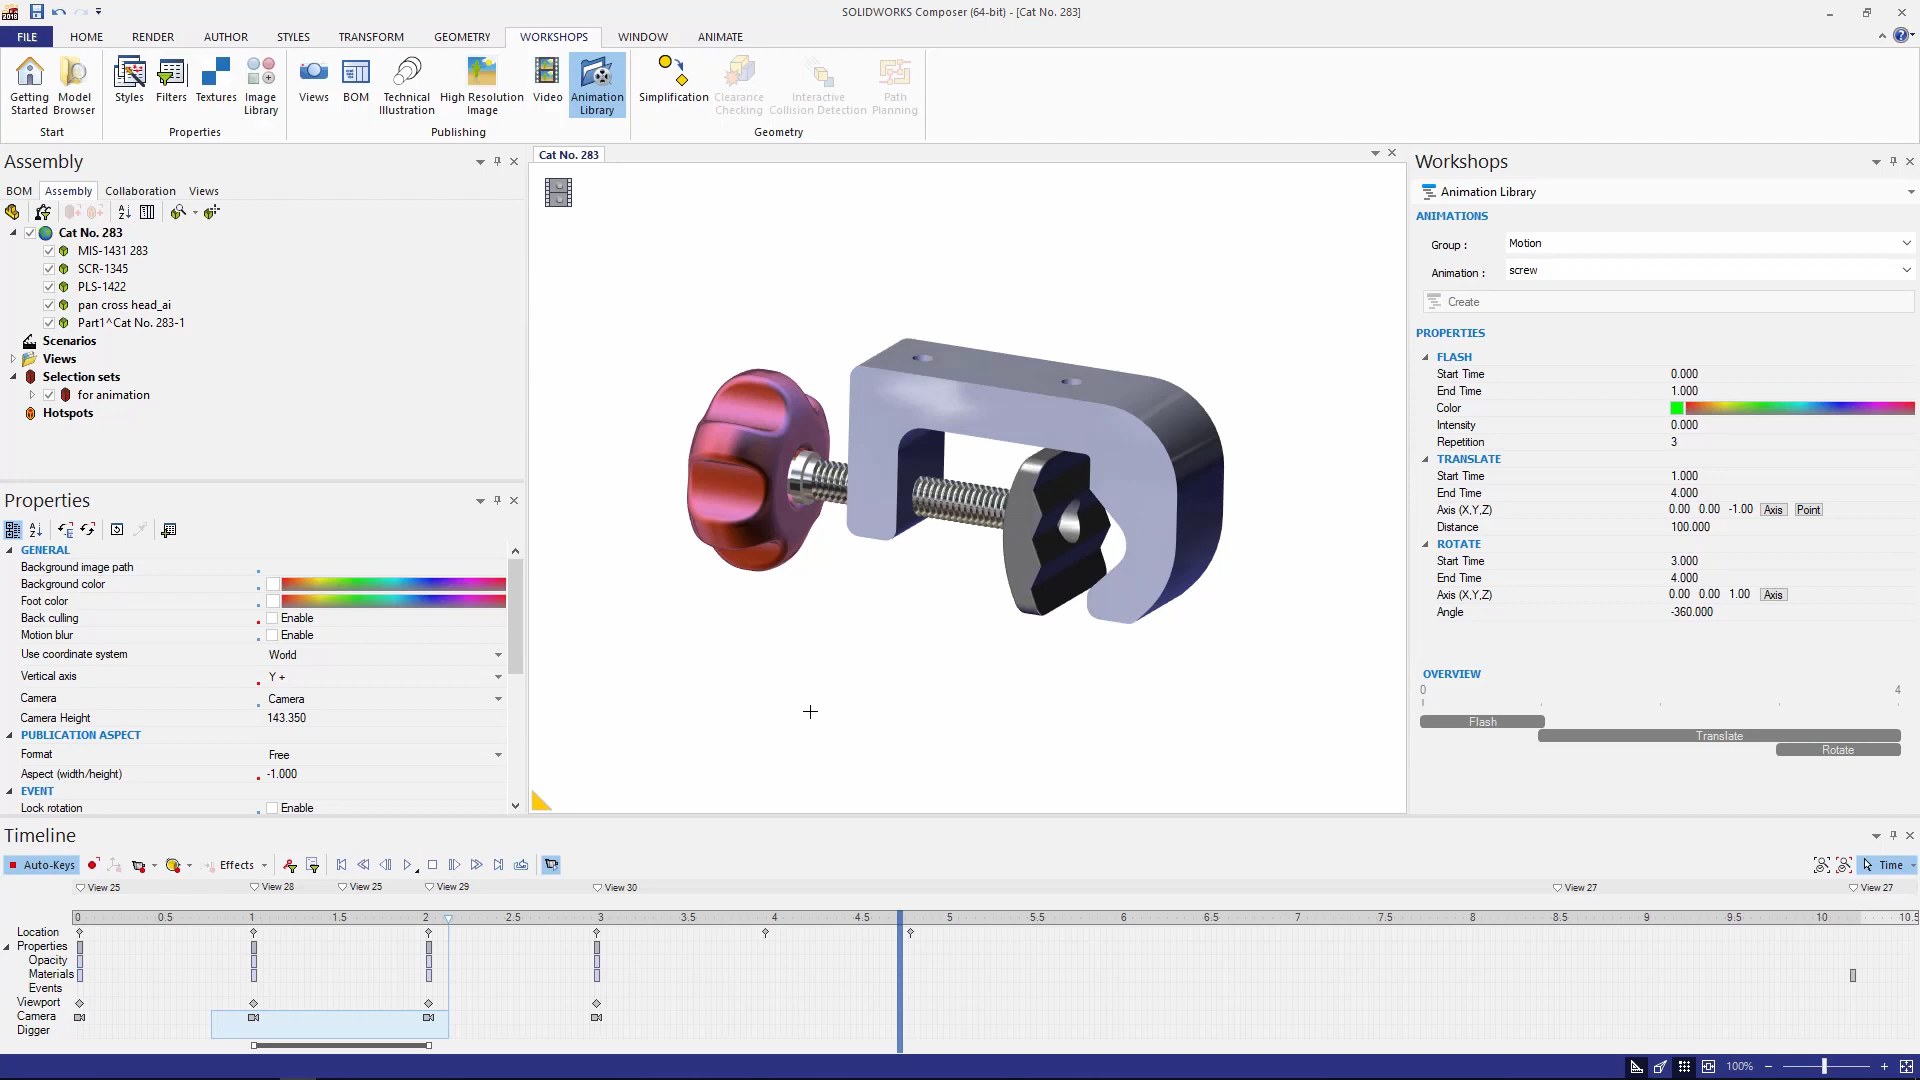 SOLIDWORKS Composer (64-bit) - [Cat No. 283]
FILE HOME RENDER AUTHOR STYLES TRANSFORM GEOMETRY WORKSHOPS WINDOW ANIMATE
Getting Started
Model Browser
Styles
Filters
Textures
Image Library
Views
BOM
Technical Illustration
High Resolution Image
Video
Animation Library
Simplification
Clearance Checking
Interactive Collision Detection
Path Planning
Start
Properties
Publishing
Geometry
Assembly
BOM Assembly Collaboration Views
Cat No. 283
MIS-1431 283
SCR-1345
PLS-1422
pan cross head_ai
Part1^Cat No. 283-1
Scenarios
Views
Selection sets
for animation
Hotspots
Properties
GENERAL
Background image path
Background color
Foot color
Back culling Enable
Motion blur Enable
Use coordinate system World
Vertical axis Y +
Camera Camera
Camera Height 143.350
PUBLICATION ASPECT
Format Free
Aspect (width/height) -1.000
EVENT
Lock rotation Enable
Cat No. 283
Workshops
Animation Library
ANIMATIONS
Group : Motion
Animation : screw
Create
PROPERTIES
FLASH
Start Time 0.000
End Time 1.000
Color
Intensity 0.000
Repetition 3
TRANSLATE
Start Time 1.000
End Time 4.000
Axis (X,Y,Z) 0.00 0.00 -1.00 Axis Point
Distance 100.000
ROTATE
Start Time 3.000
End Time 4.000
Axis (X,Y,Z) 0.00 0.00 1.00 Axis
Angle -360.000
OVERVIEW
0 4
Flash
Translate
Rotate
Timeline
Auto-Keys Effects Time
View 25 View 28 View 25 View 29 View 30 View 27 View 27
0 0.5 1 1.5 2 2.5 3 3.5 4 4.5 5 5.5 6 6.5 7 7.5 8 8.5 9 9.5 10 10.5
Location
Properties
Opacity
Materials
Events
Viewport
Camera
Digger
100%